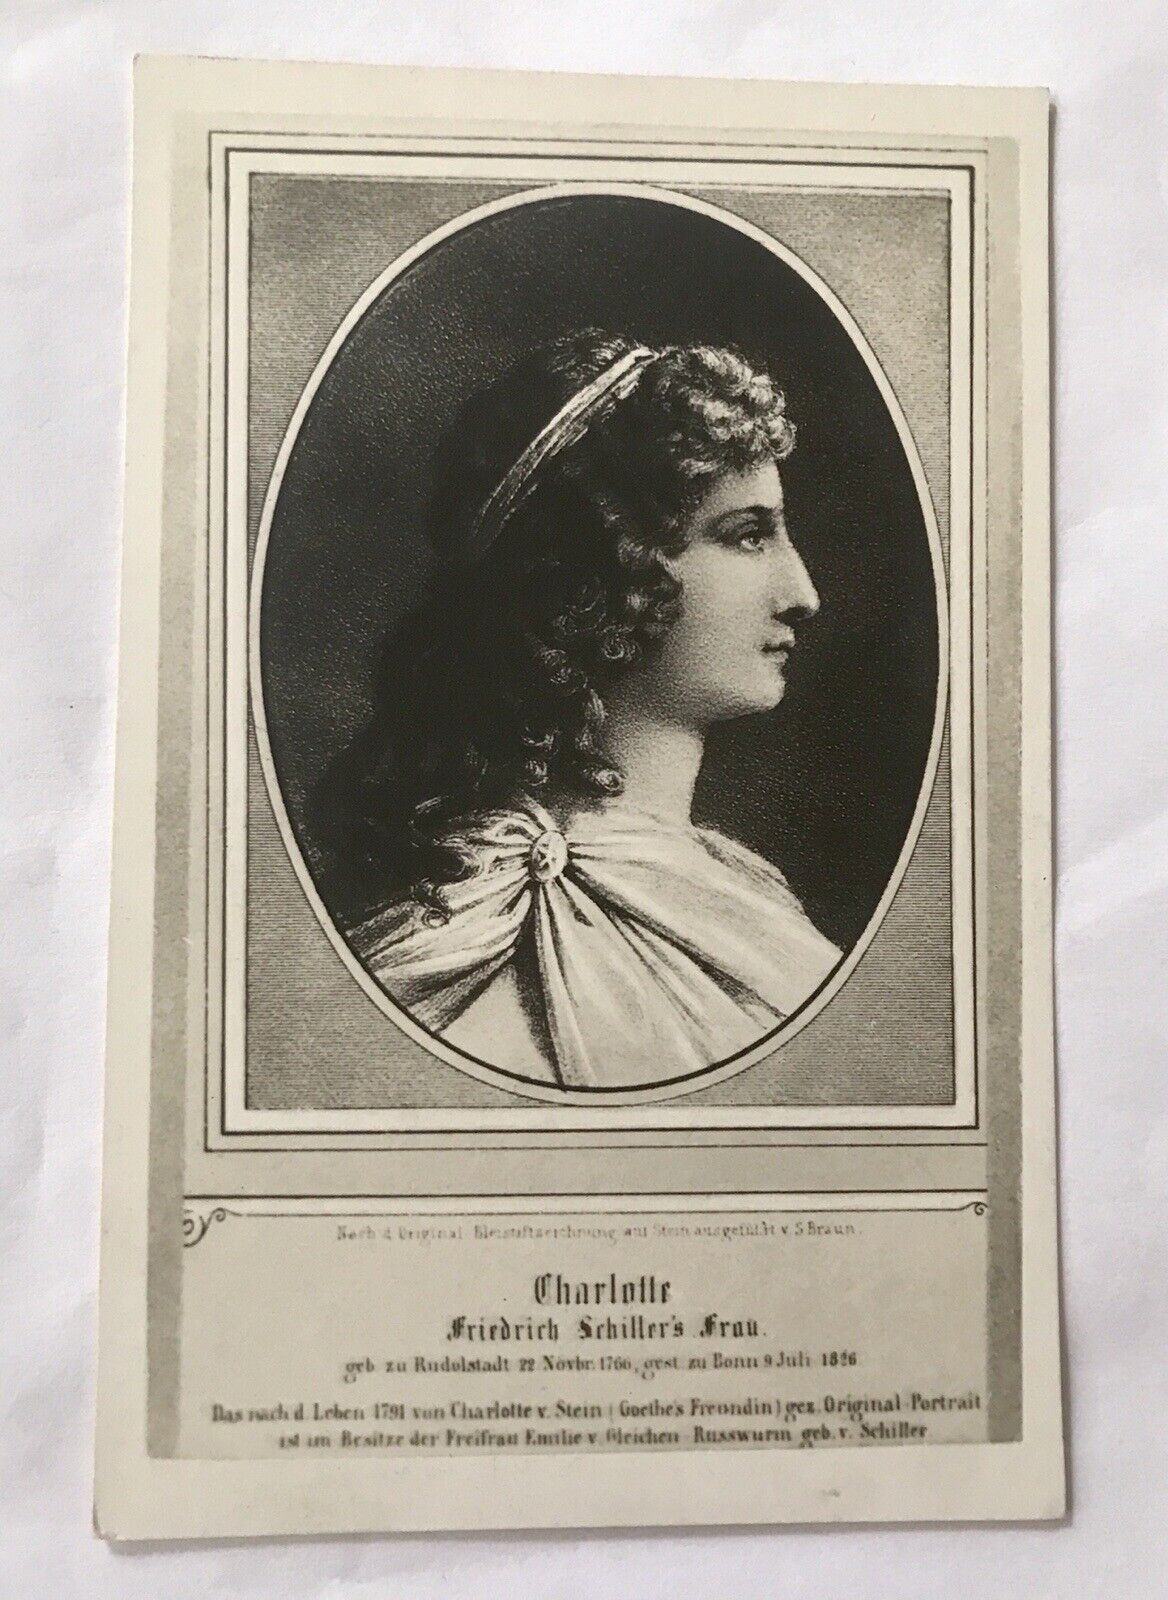 Nach d. Original-Bleistiftzeichnung auf Stein ausgeführt v. S. Braun.
Charlotte
Friedrich Schiller's Frau.
geb zu Rudolstadt 22 Novbr. 1766, gest. zu Bonn 9 Juli 1826
Das nach d. Leben 1791 von Charlotte v. Stein (Goethe's Freundin) gez. Original-Portrait
ist im Besitze der Freifrau Emilie v. Gleichen-Russwurm geb. v. Schiller